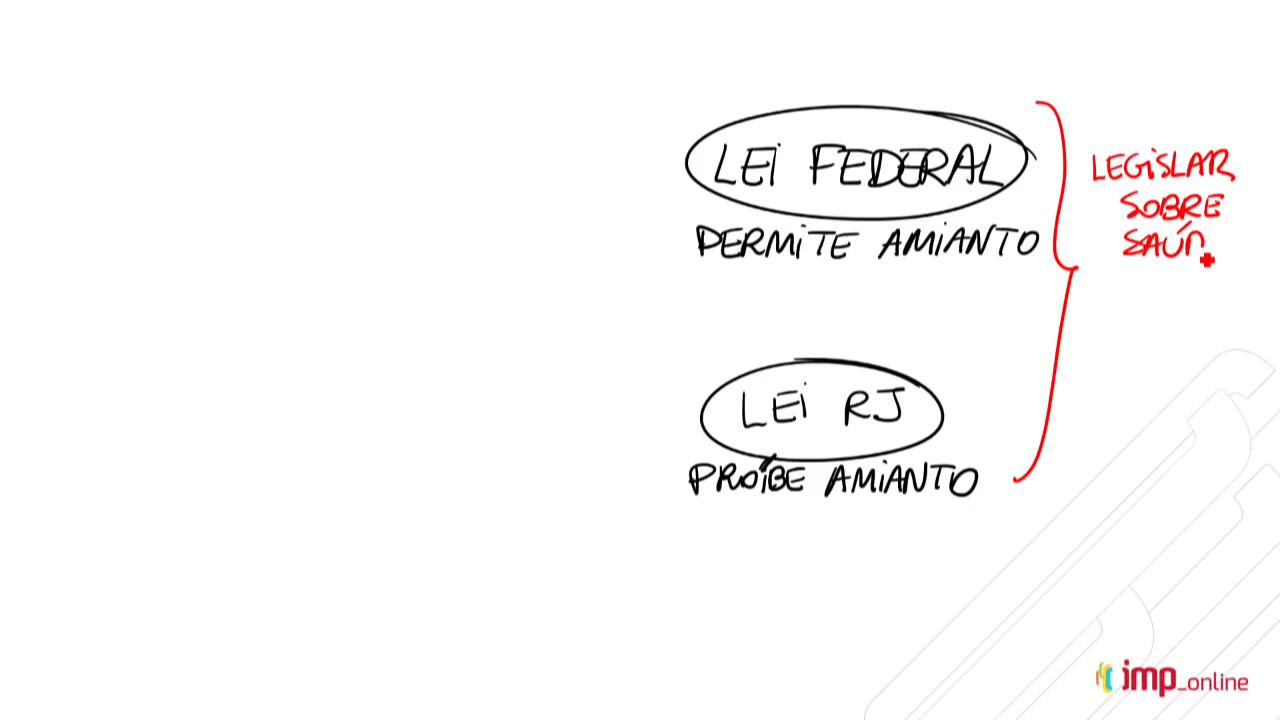 LEI FEDERAL
PERMITE AMIANTO
LEGISLAR
SOBRE
LEI RJ
PROÍBE AMIANTO
imp_online